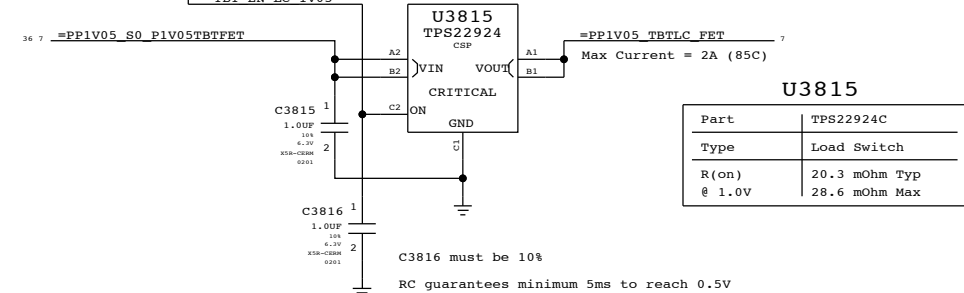 TBT_EN_LC_1V05
U3815
TPS22924
CSP
36 7
=PP1V05_S0_P1V05TBTFET
=PP1V05_TBTLC_FET
7
A2
A1
Max Current = 2A (85C)
B2
VIN
VOUT
B1
CRITICAL
U3815
C2
ON
C3815
1
GND
Part
TPS22924C
1.0UF
10%
6.3V
X5R-CERM
0201
2
C1
Type
Load Switch
R(on)
20.3 mOhm Typ
@ 1.0V
28.6 mOhm Max
C3816
1
1.0UF
10%
6.3V
X5R-CERM
0201
2
C3816 must be 10%
RC guarantees minimum 5ms to reach 0.5V